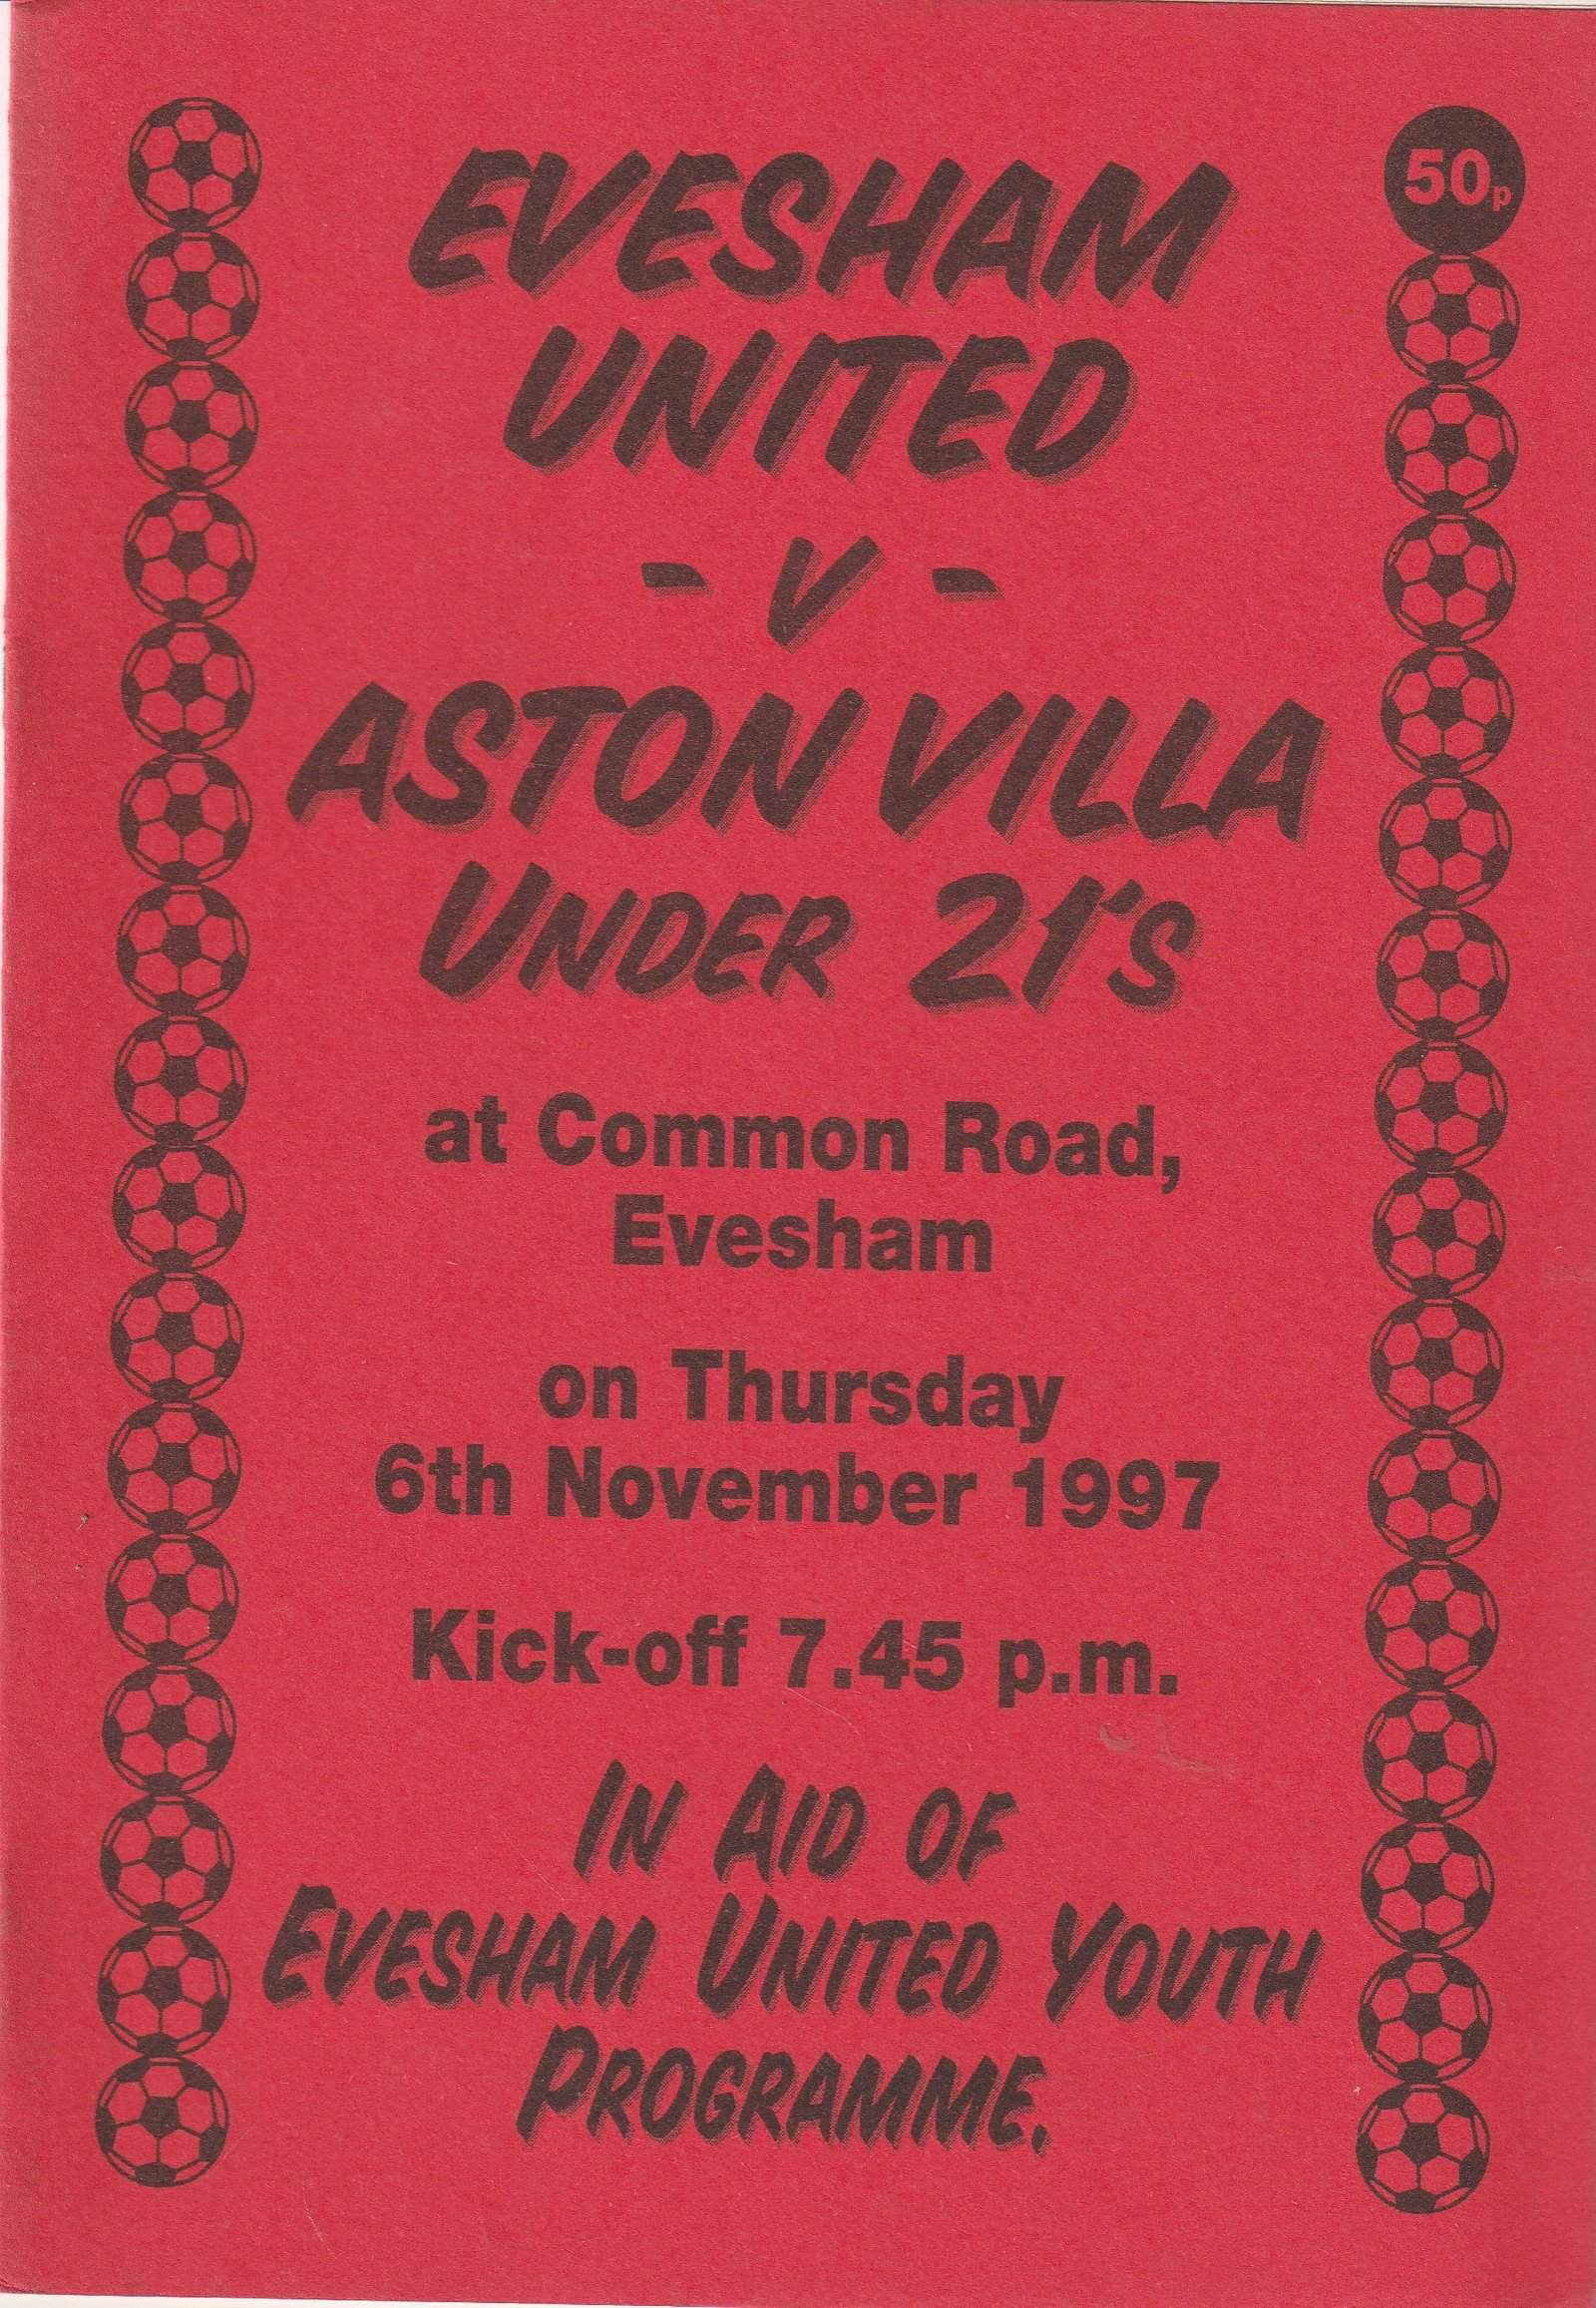 50p
EVESHAM
UNITED
- V -
ASTON VILLA
UNDER 21'S
at Common Road,
Evesham
on Thursday
6th November 1997
Kick-off 7.45 p.m.
IN AID OF
EVESHAM UNITED YOUTH
PROGRAMME.